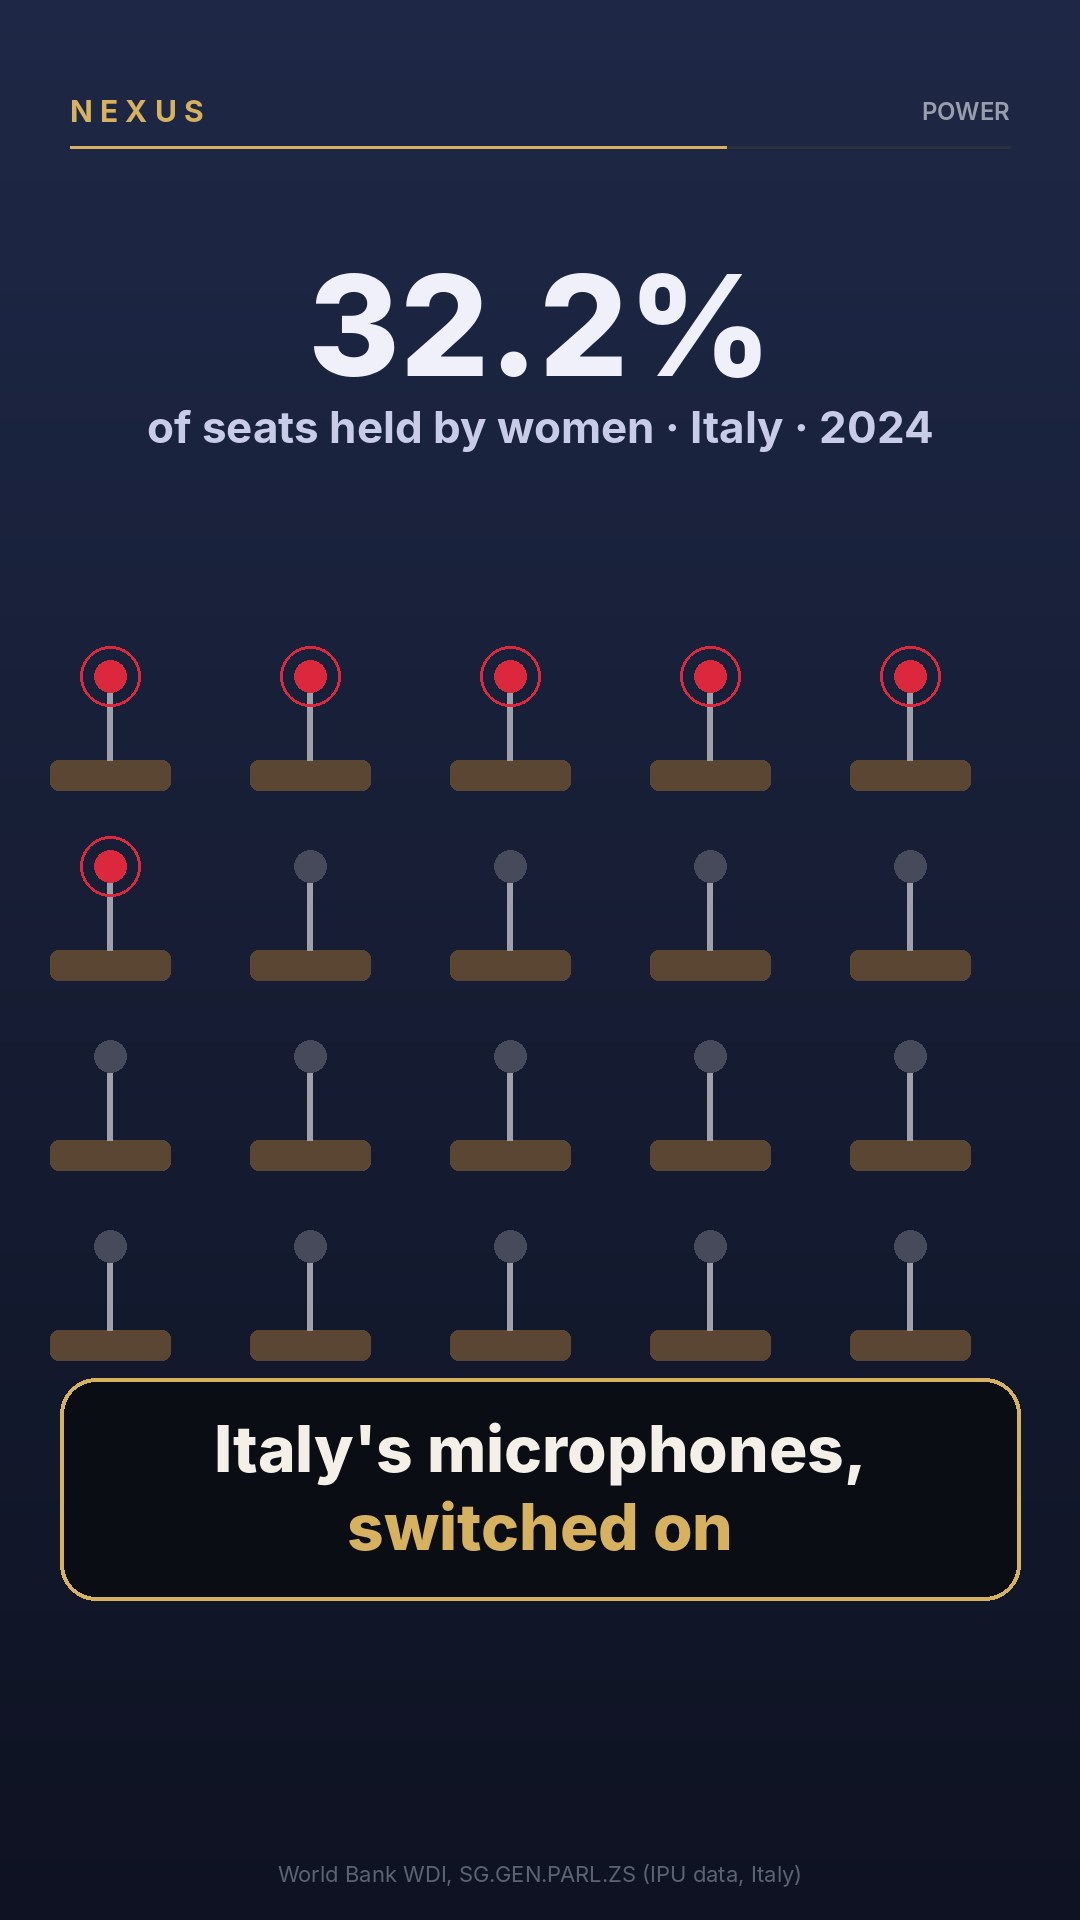 NEXUS
POWER
32.2%
of seats held by women · Italy · 2024
Italy's microphones,
switched on
World Bank WDI, SG.GEN.PARL.ZS (IPU data, Italy)